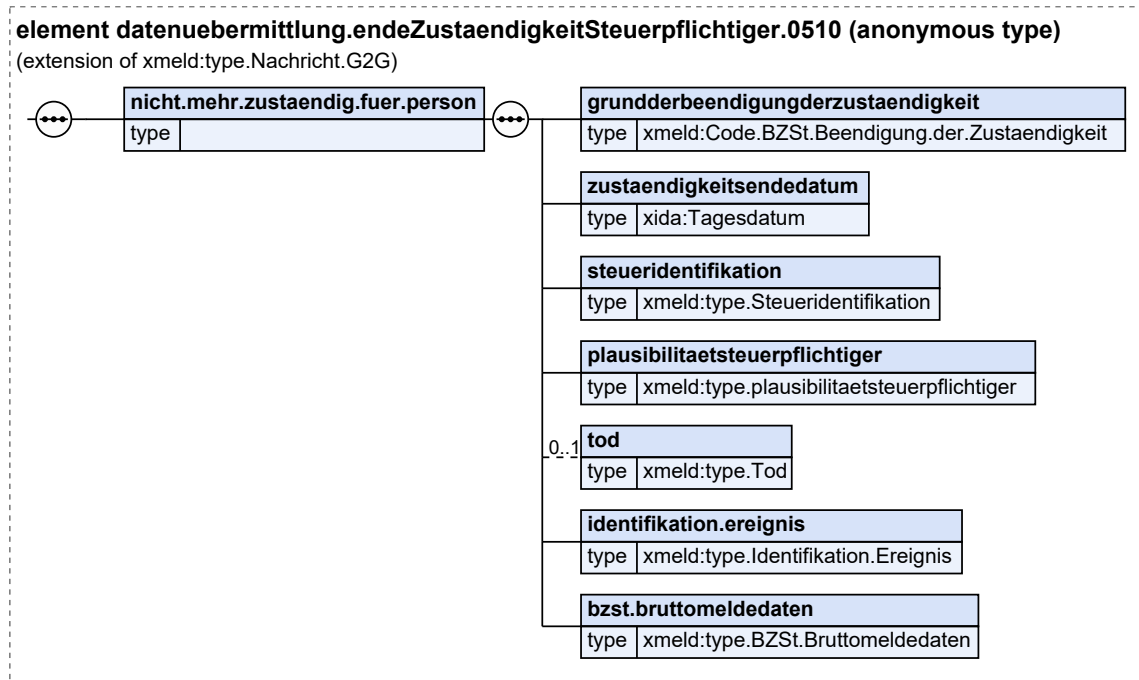 element datenuebermittlung.endeZustaendigkeitSteuerpflichtiger.0510 (anonymous type)
(extension of xmeld:type.Nachricht.G2G)
nicht.mehr.zustaendig.fuer.person
type
grundderbeendigungderzustaendigkeit
type xmeld:Code.BZSt.Beendigung.der.Zustaendigkeit
zustaendigkeitsendedatum
type xida:Tagesdatum
steueridentifikation
type xmeld:type.Steueridentifikation
plausibilitaetsteuerpflichtiger
type xmeld:type.plausibilitaetsteuerpflichtiger
0..1
tod
type xmeld:type.Tod
identifikation.ereignis
type xmeld:type.Identifikation.Ereignis
bzst.bruttomeldedaten
type xmeld:type.BZSt.Bruttomeldedaten